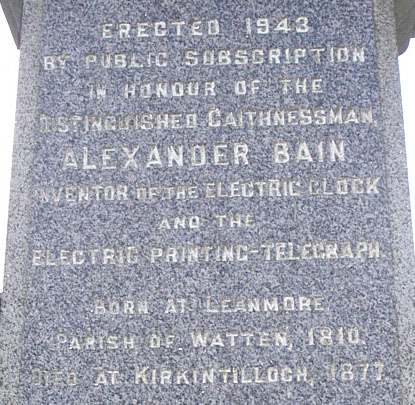 ERECTED 1943
BY PUBLIC SUBSCRIPTION
IN HONOUR OF THE
DISTINGUISHED CAITHNESSMAN
ALEXANDER BAIN
INVENTOR OF THE ELECTRIC CLOCK
AND THE
ELECTRIC PRINTING-TELEGRAPH.
BORN AT LEANMORE,
PARISH OF WATTEN, 1810.
DIED AT KIRKINTILLOCH, 1877.